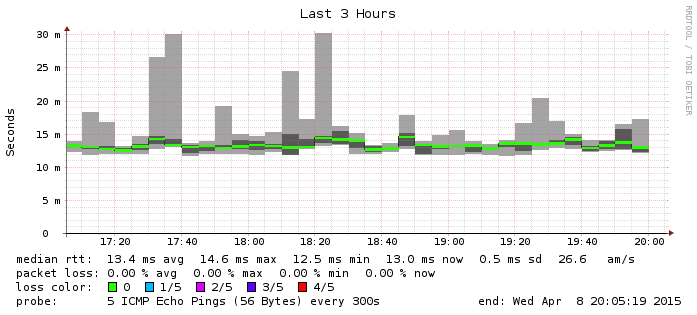 Last 3 Hours
RRDTOOL / TOBI OETIKER
Seconds
30 m
25 m
20 m
15 m
10 m
5 m
0
17:20 17:40 18:00 18:20 18:40 19:00 19:20 19:40 20:00
median rtt: 13.4 ms avg 14.6 ms max 12.5 ms min 13.0 ms now 0.5 ms sd 26.6 am/s
packet loss: 0.00 % avg 0.00 % max 0.00 % min 0.00 % now
loss color: 0 1/5 2/5 3/5 4/5
probe: 5 ICMP Echo Pings (56 Bytes) every 300s end: Wed Apr 8 20:05:19 2015